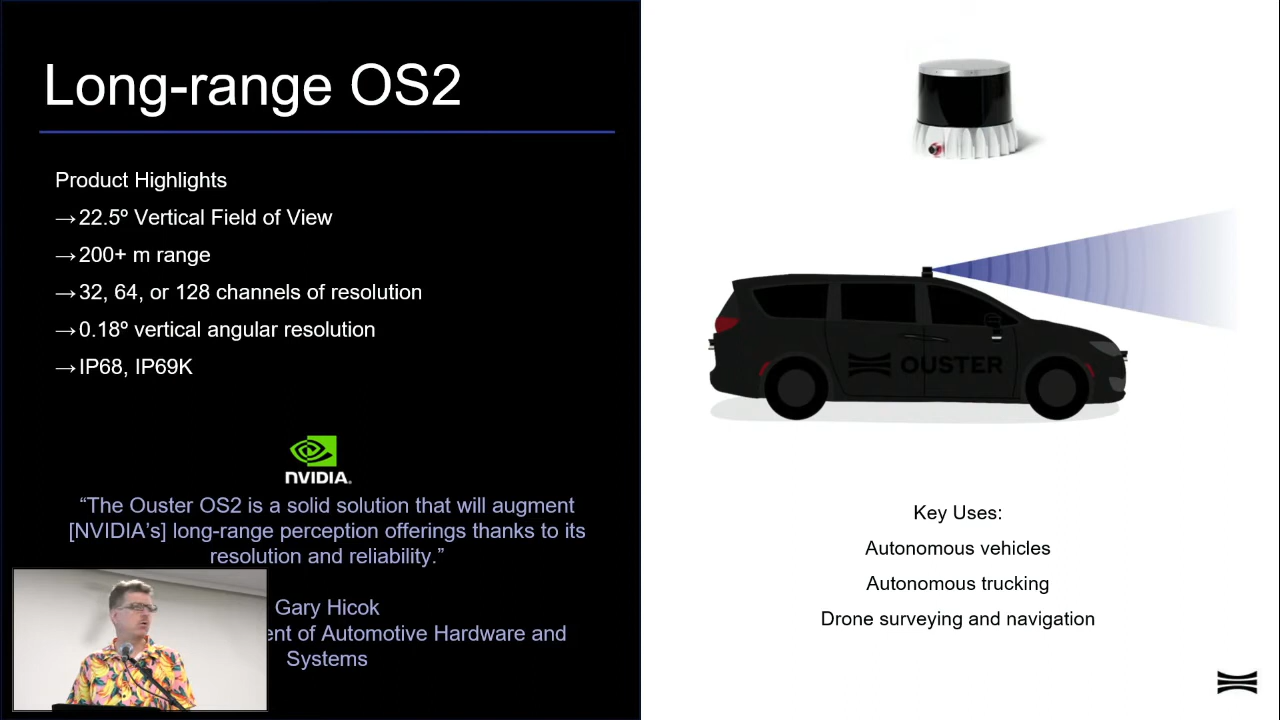 Long-range OS2
Product Highlights
→22.5º Vertical Field of View
→200+ m range
→32, 64, or 128 channels of resolution
→0.18º vertical angular resolution
→IP68, IP69K
NVIDIA.
“The Ouster OS2 is a solid solution that will augment
[NVIDIA’s] long-range perception offerings thanks to its
resolution and reliability.”
Gary Hicok
ent of Automotive Hardware and
Systems
OUSTER
Key Uses:
Autonomous vehicles
Autonomous trucking
Drone surveying and navigation